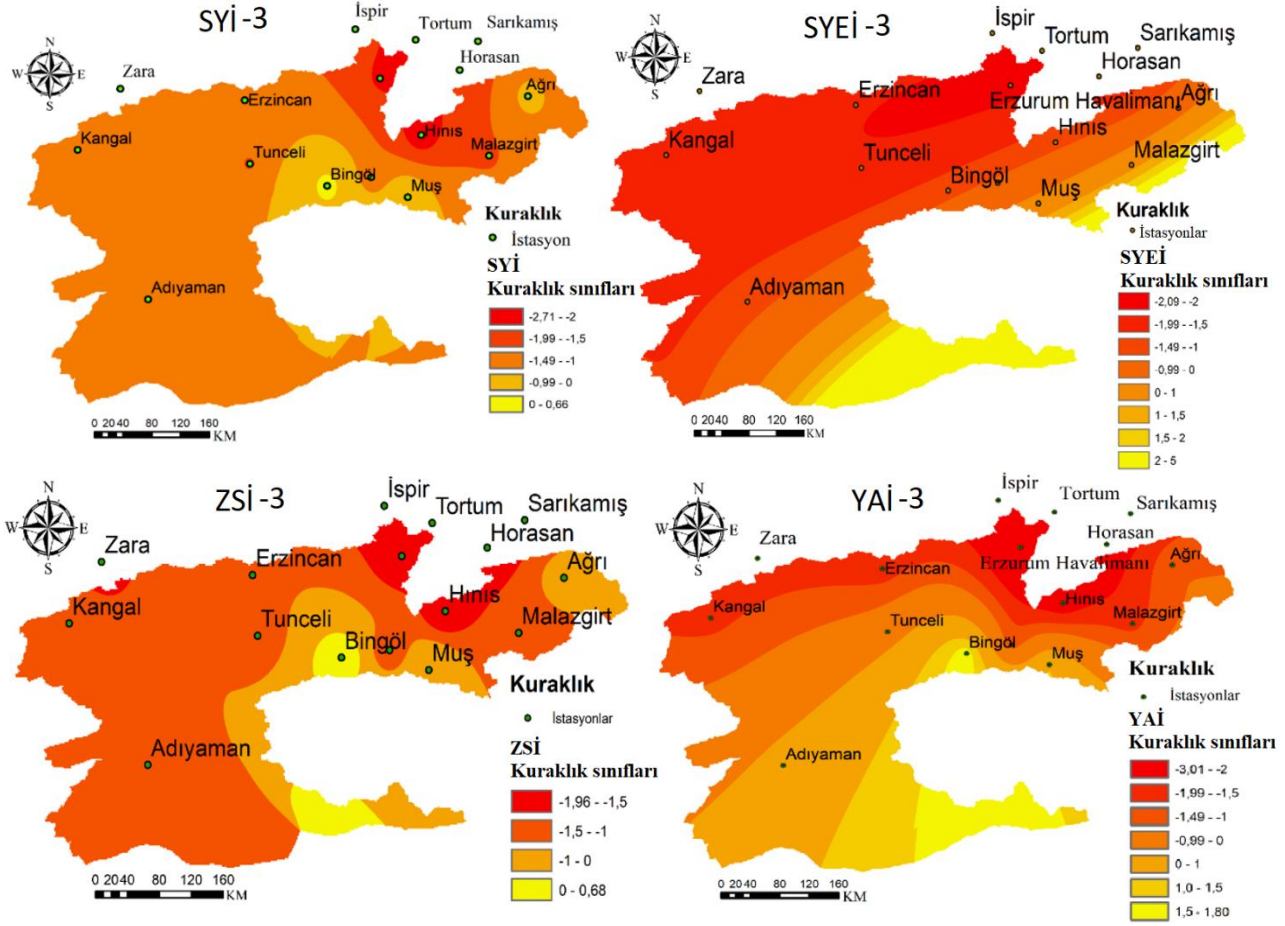 SYİ -3
N
W E
S
İspir
Tortum
Sarıkamış
Horasan
Zara
Ağrı
Erzincan
Hınıs
Kangal
Malazgirt
Tunceli
Bingöl
Muş
Adıyaman
Kuraklık
İstasyon
SYİ
Kuraklık sınıfları
-2,71 - -2
-1,99 - -1,5
-1,49 - -1
-0,99 - 0
0 - 0,66
0 20 40 80 120 160
KM
SYEİ -3
N
W E
S
İspir
Tortum
Sarıkamış
Horasan
Zara
Erzincan
Erzurum Havalimanı
Ağrı
Hınıs
Kangal
Tunceli
Malazgirt
Bingöl
Muş
Adıyaman
Kuraklık
İstasyonlar
SYEİ
Kuraklık sınıfları
-2,09 - -2
-1,99 - -1,5
-1,49 - -1
-0,99 - 0
0 - 1
1 - 1,5
1,5 - 2
2 - 5
0 20 40 80 120 160
KM
ZSİ -3
N
W E
S
İspir
Tortum
Sarıkamış
Horasan
Zara
Erzincan
Ağrı
Kangal
Hınıs
Tunceli
Malazgirt
Bingöl
Muş
Adıyaman
Kuraklık
İstasyonlar
ZSİ
Kuraklık sınıfları
-1,96 - -1,5
-1,5 - -1
-1 - 0
0 - 0,68
0 20 40 80 120 160
KM
YAİ -3
N
W E
S
İspir
Tortum
Sarıkamış
Horasan
Zara
Erzurum Havalimanı
Ağrı
Erzincan
Hınıs
Kangal
Malazgirt
Tunceli
Bingöl
Muş
Adıyaman
Kuraklık
İstasyonlar
YAİ
Kuraklık sınıfları
-3,01 - -2
-1,99 - -1,5
-1,49 - -1
-0,99 - 0
0 - 1
1,0 - 1,5
1,5 - 1,80
0 20 40 80 120 160
KM